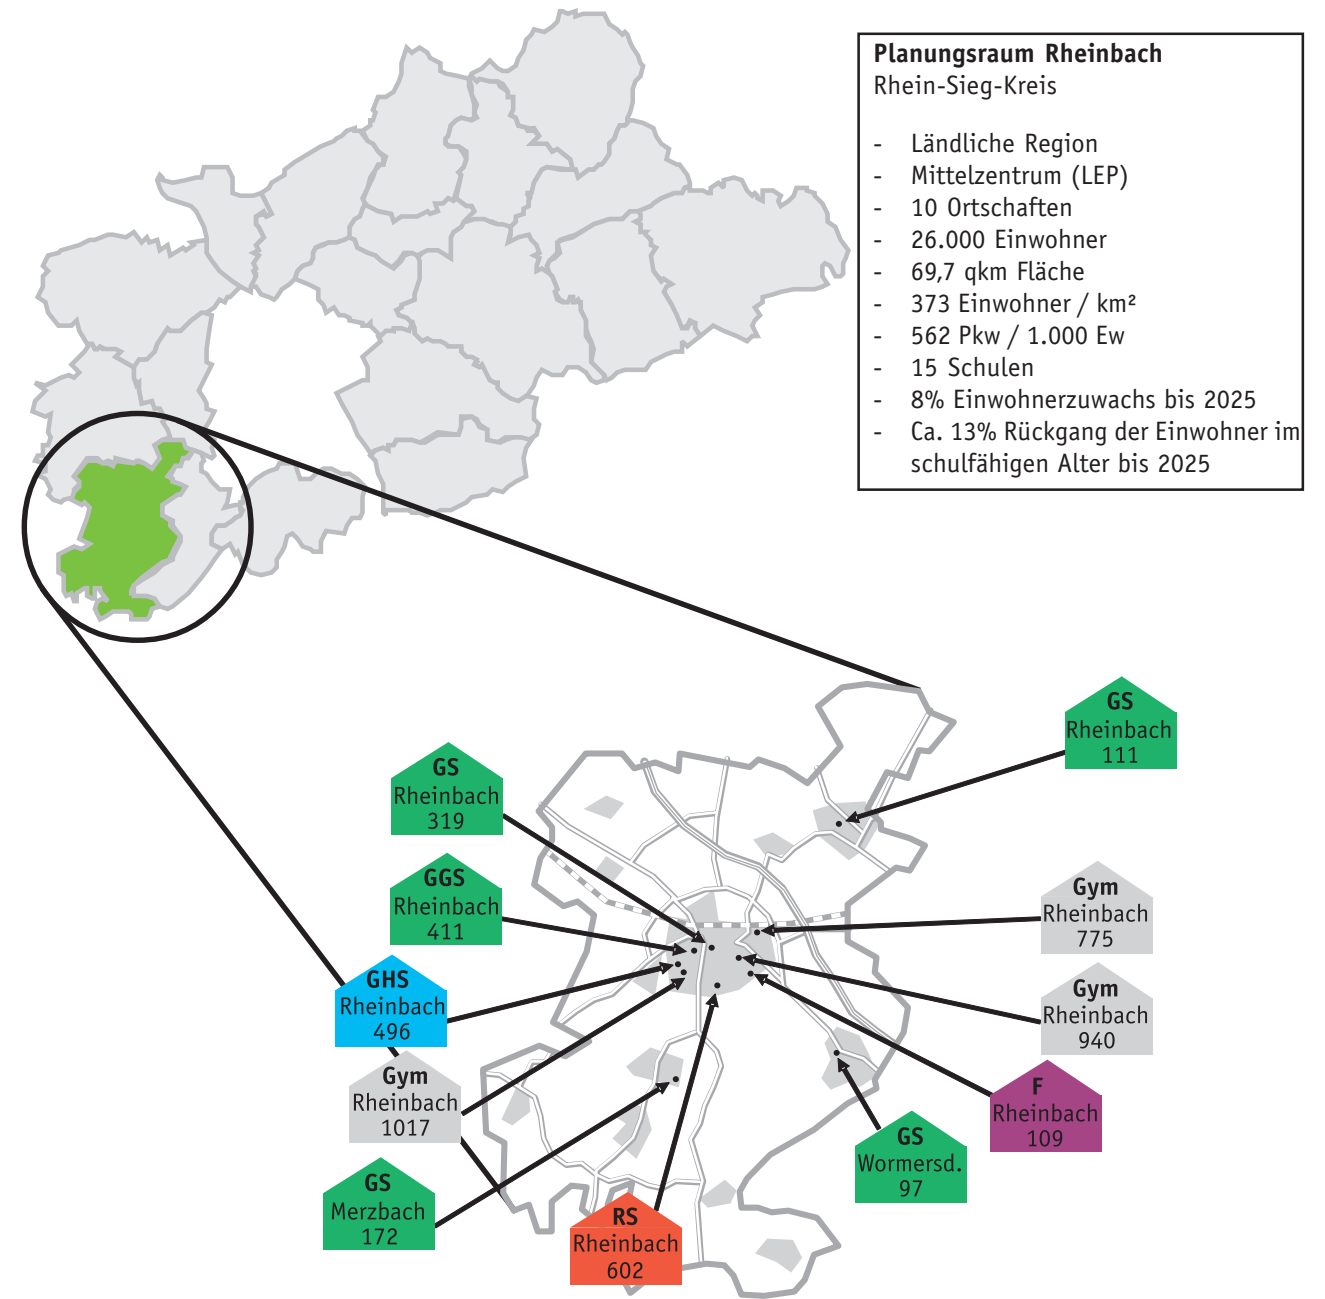 Planungsraum Rheinbach
Rhein-Sieg-Kreis
- Ländliche Region
- Mittelzentrum (LEP)
- 10 Ortschaften
- 26.000 Einwohner
- 69,7 qkm Fläche
- 373 Einwohner / km²
- 562 Pkw / 1.000 Ew
- 15 Schulen
- 8% Einwohnerzuwachs bis 2025
- Ca. 13% Rückgang der Einwohner im
schulfähigen Alter bis 2025
GS
Rheinbach
111
GS
Rheinbach
319
GGS
Rheinbach
411
Gym
Rheinbach
775
GHS
Rheinbach
496
Gym
Rheinbach
940
Gym
Rheinbach
1017
F
Rheinbach
109
GS
Wormersd.
97
GS
Merzbach
172
RS
Rheinbach
602